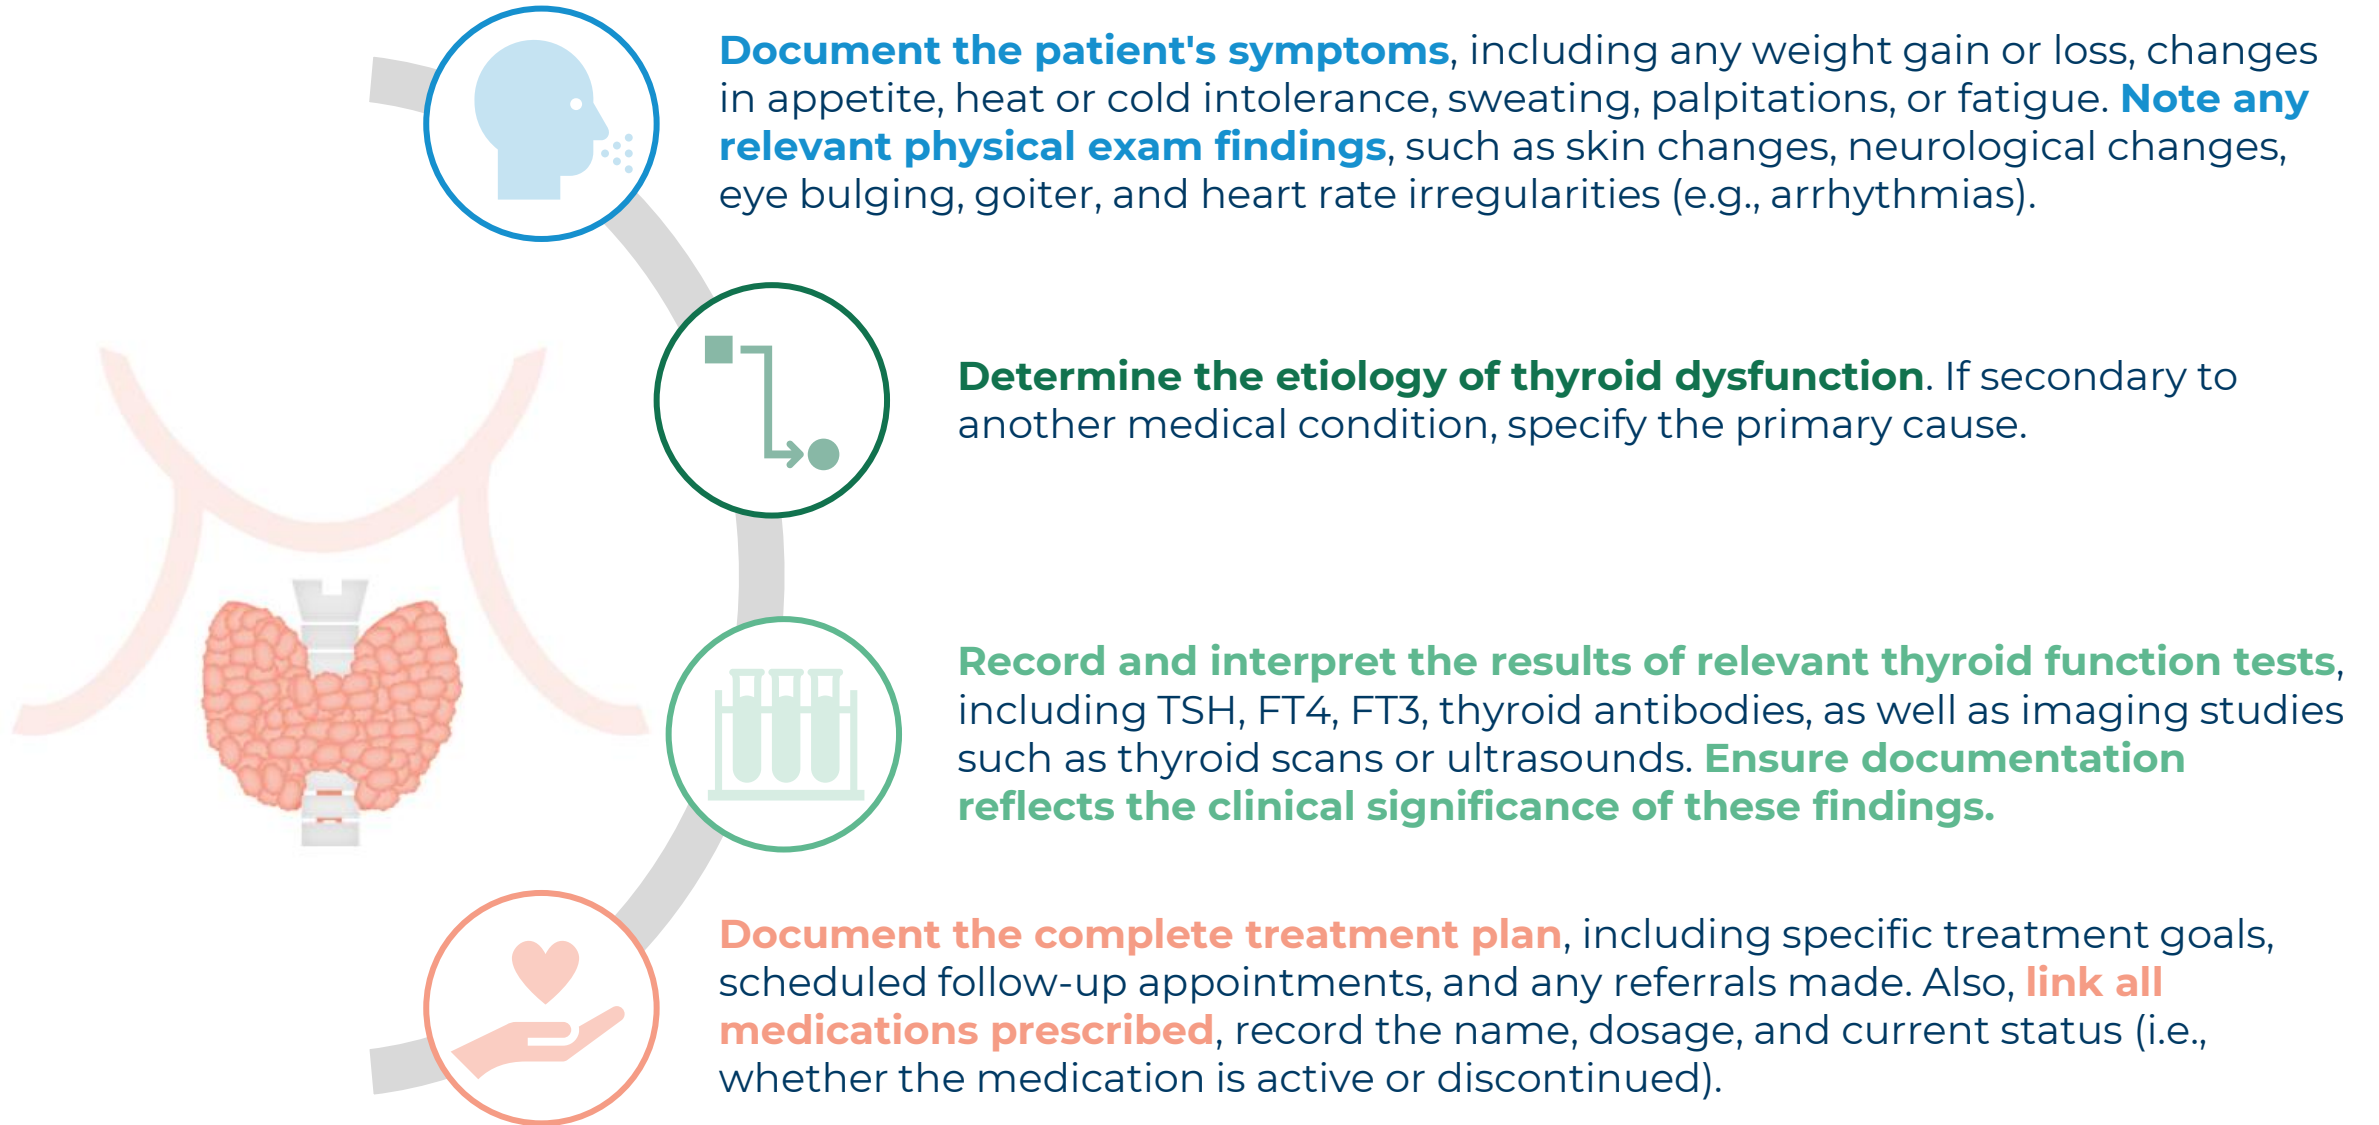 Document the patient's symptoms, including any weight gain or loss, changes
in appetite, heat or cold intolerance, sweating, palpitations, or fatigue. Note any
relevant physical exam findings, such as skin changes, neurological changes,
eye bulging, goiter, and heart rate irregularities (e.g., arrhythmias).
Determine the etiology of thyroid dysfunction. If secondary to
another medical condition, specify the primary cause.
Record and interpret the results of relevant thyroid function tests,
including TSH, FT4, FT3, thyroid antibodies, as well as imaging studies
such as thyroid scans or ultrasounds. Ensure documentation
reflects the clinical significance of these findings.
Document the complete treatment plan, including specific treatment goals,
scheduled follow-up appointments, and any referrals made. Also, link all
medications prescribed, record the name, dosage, and current status (i.e.,
whether the medication is active or discontinued).